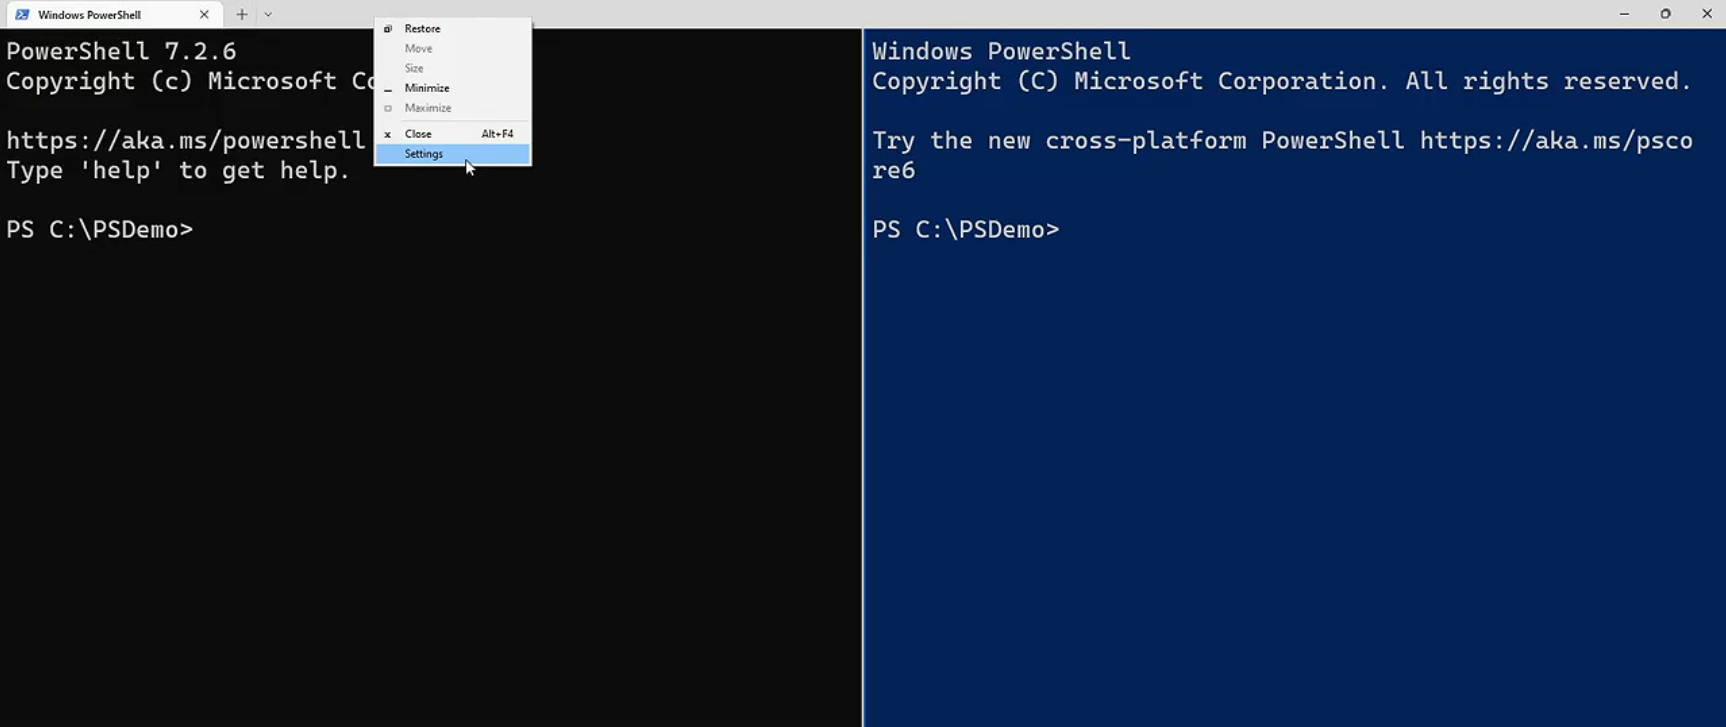 Windows PowerShell
PowerShell 7.2.6
Copyright (c) Microsoft Co
https://aka.ms/powershell
Type 'help' to get help.
PS C:\PSDemo>
Restore
Move
Size
Minimize
Maximize
Close Alt+F4
Settings
Windows PowerShell
Copyright (C) Microsoft Corporation. All rights reserved.
Try the new cross-platform PowerShell https://aka.ms/psco
re6
PS C:\PSDemo>